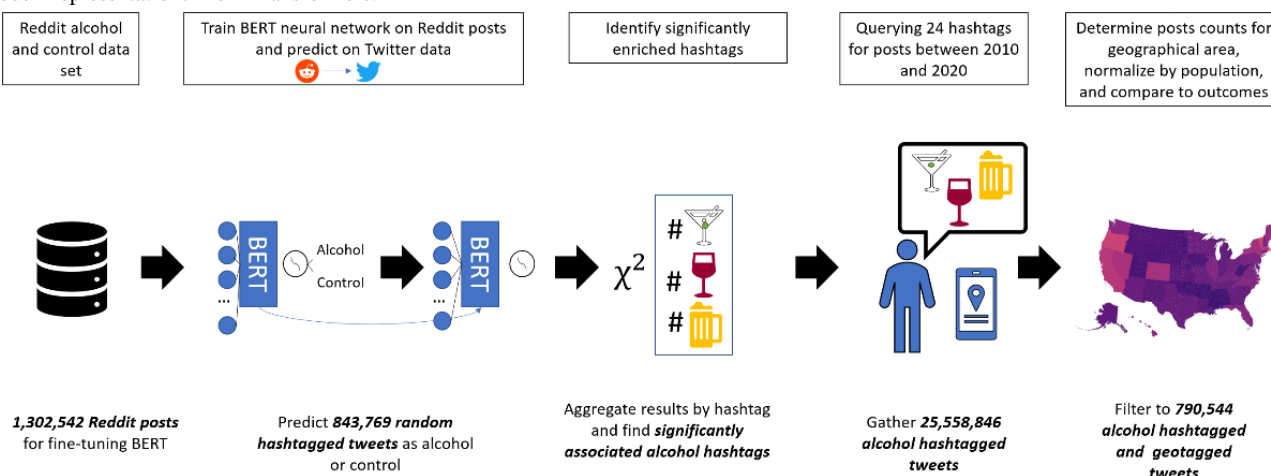 Reddit alcohol
and control data
set
Train BERT neural network on Reddit posts
and predict on Twitter data
Identify significantly
enriched hashtags
Querying 24 hashtags
for posts between 2010
and 2020
Determine posts counts for
geographical area,
normalize by population,
and compare to outcomes
BERT
Alcohol
Control
...
BERT
...
χ²
#
#
#
1,302,542 Reddit posts
for fine-tuning BERT
Predict 843,769 random
hashtagged tweets as alcohol
or control
Aggregate results by hashtag
and find significantly
associated alcohol hashtags
Gather 25,558,846
alcohol hashtagged
tweets
Filter to 790,544
alcohol hashtagged
and geotagged
tweets